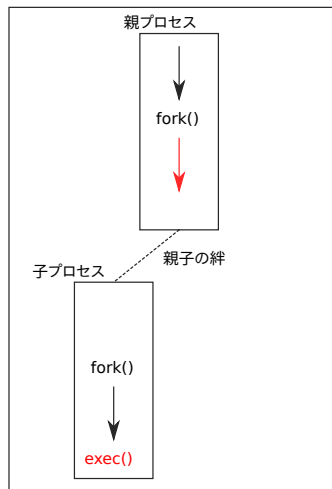 親プロセス
fork()
親子の絆
子プロセス
fork()
exec()